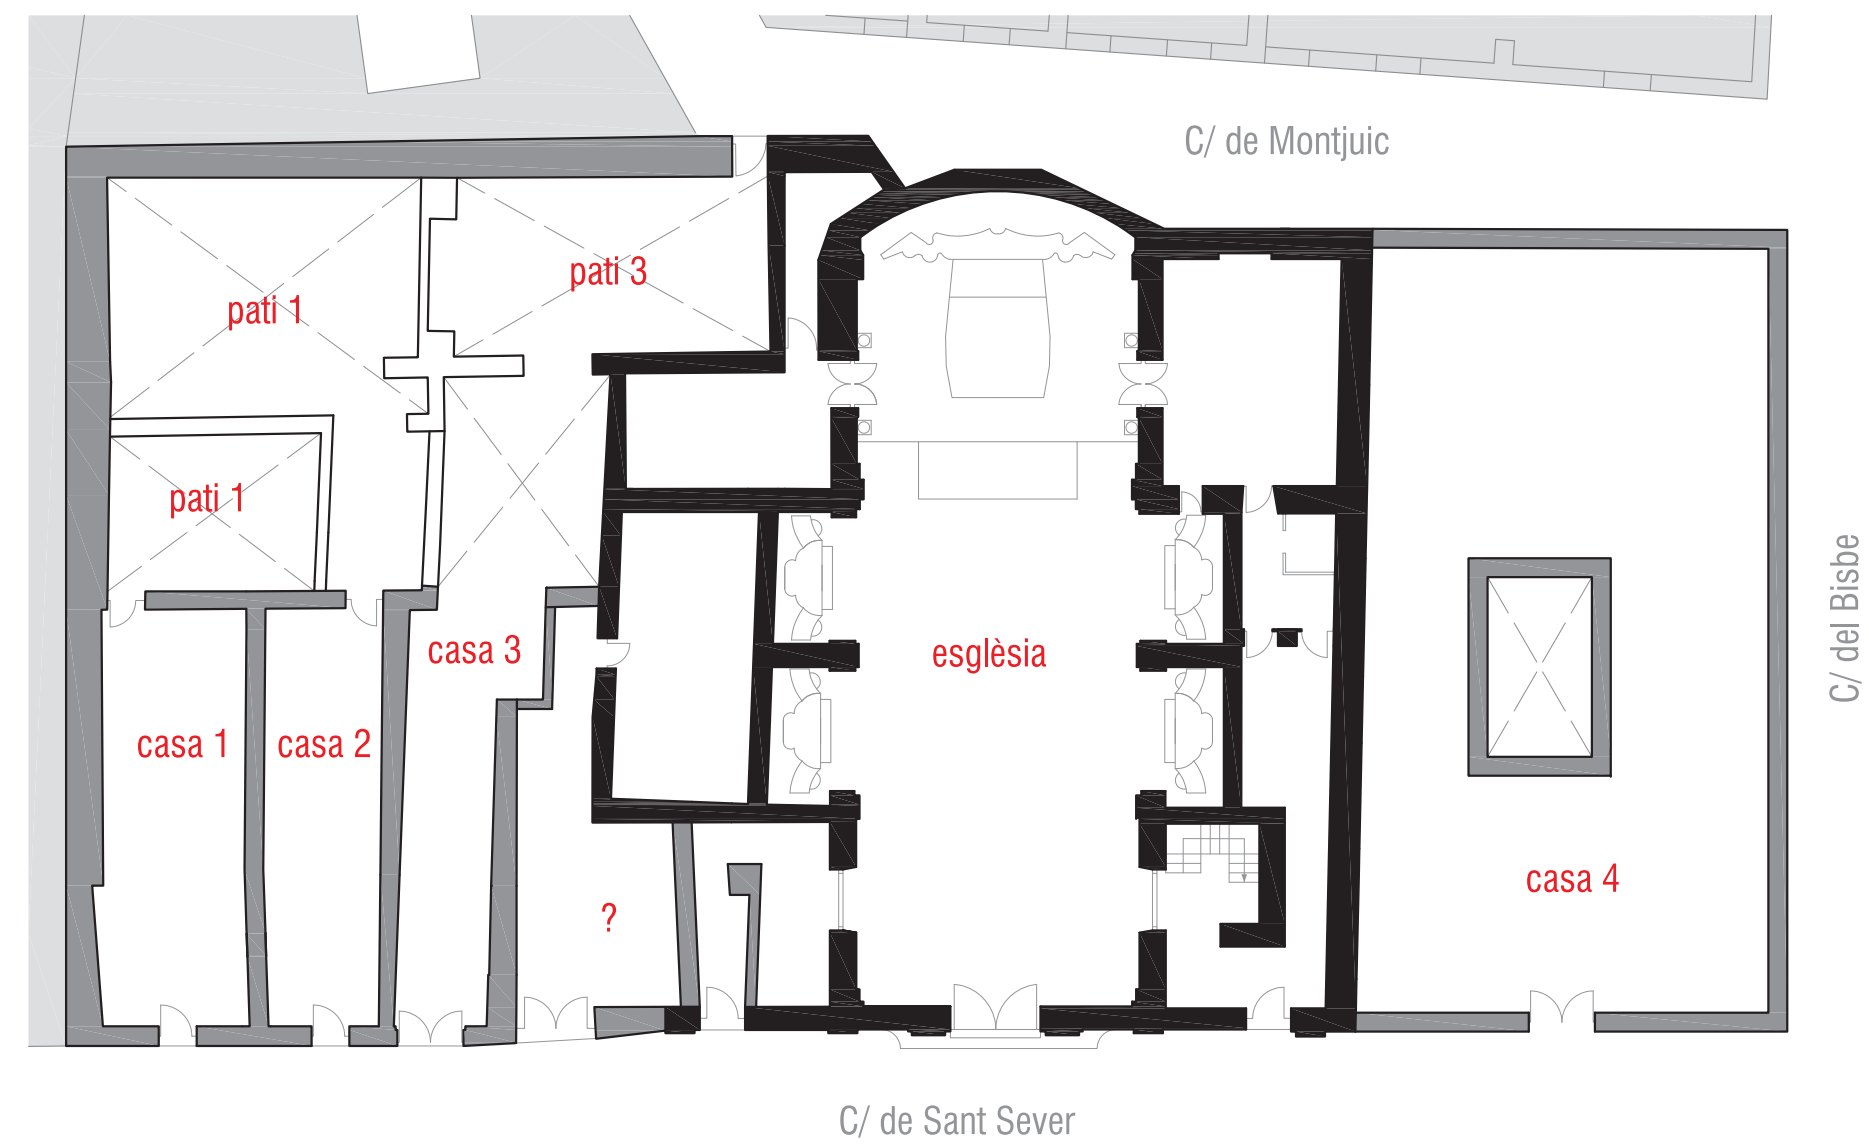 C/ de Montjuic
pati 3
pati 1
pati 1
C/ del Bisbe
casa 3
esglèsia
casa 1
casa 2
casa 4
?
C/ de Sant Sever